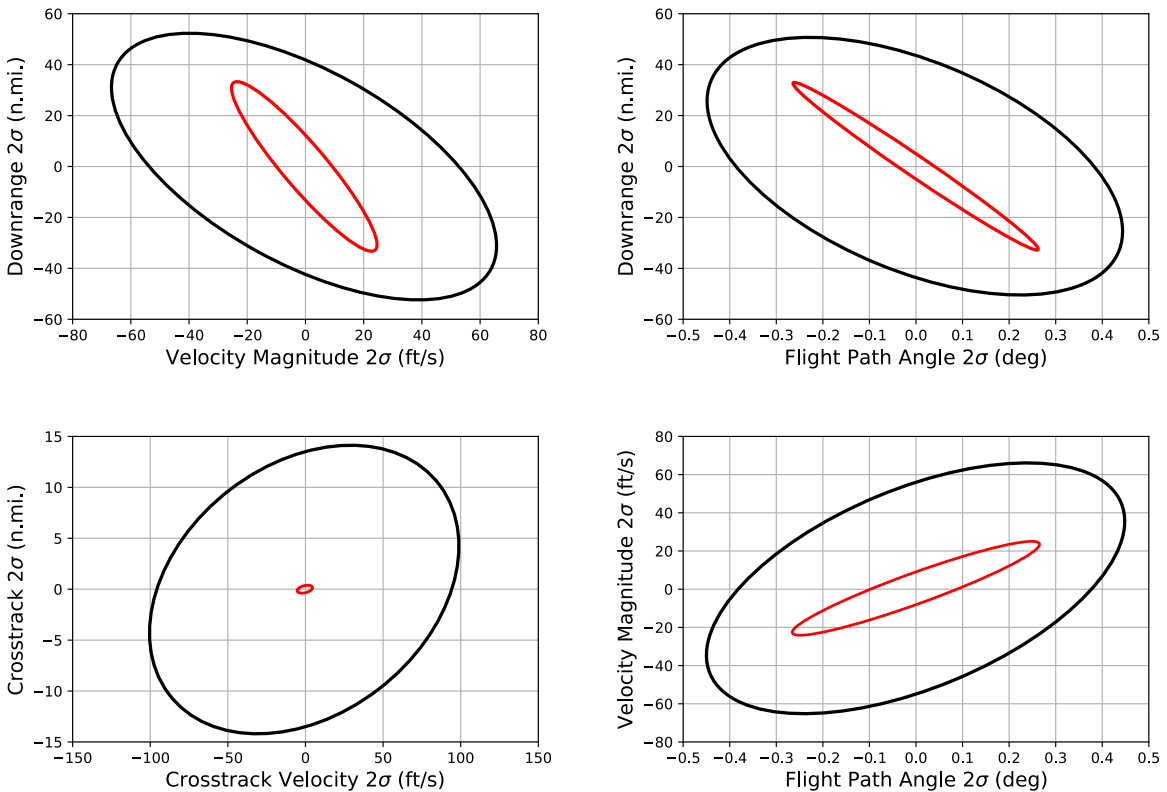 60
40
20
0
−20
−40
−60
Downrange 2σ (n.mi.)
−80 −60 −40 −20 0 20 40 60 80
Velocity Magnitude 2σ (ft/s)
60
40
20
0
−20
−40
−60
Downrange 2σ (n.mi.)
−0.5 −0.4 −0.3 −0.2 −0.1 0.0 0.1 0.2 0.3 0.4 0.5
Flight Path Angle 2σ (deg)
15
10
5
0
−5
−10
−15
Crosstrack 2σ (n.mi.)
−150 −100 −50 0 50 100 150
Crosstrack Velocity 2σ (ft/s)
80
60
40
20
0
−20
−40
−60
−80
Velocity Magnitude 2σ (ft/s)
−0.5 −0.4 −0.3 −0.2 −0.1 0.0 0.1 0.2 0.3 0.4 0.5
Flight Path Angle 2σ (deg)